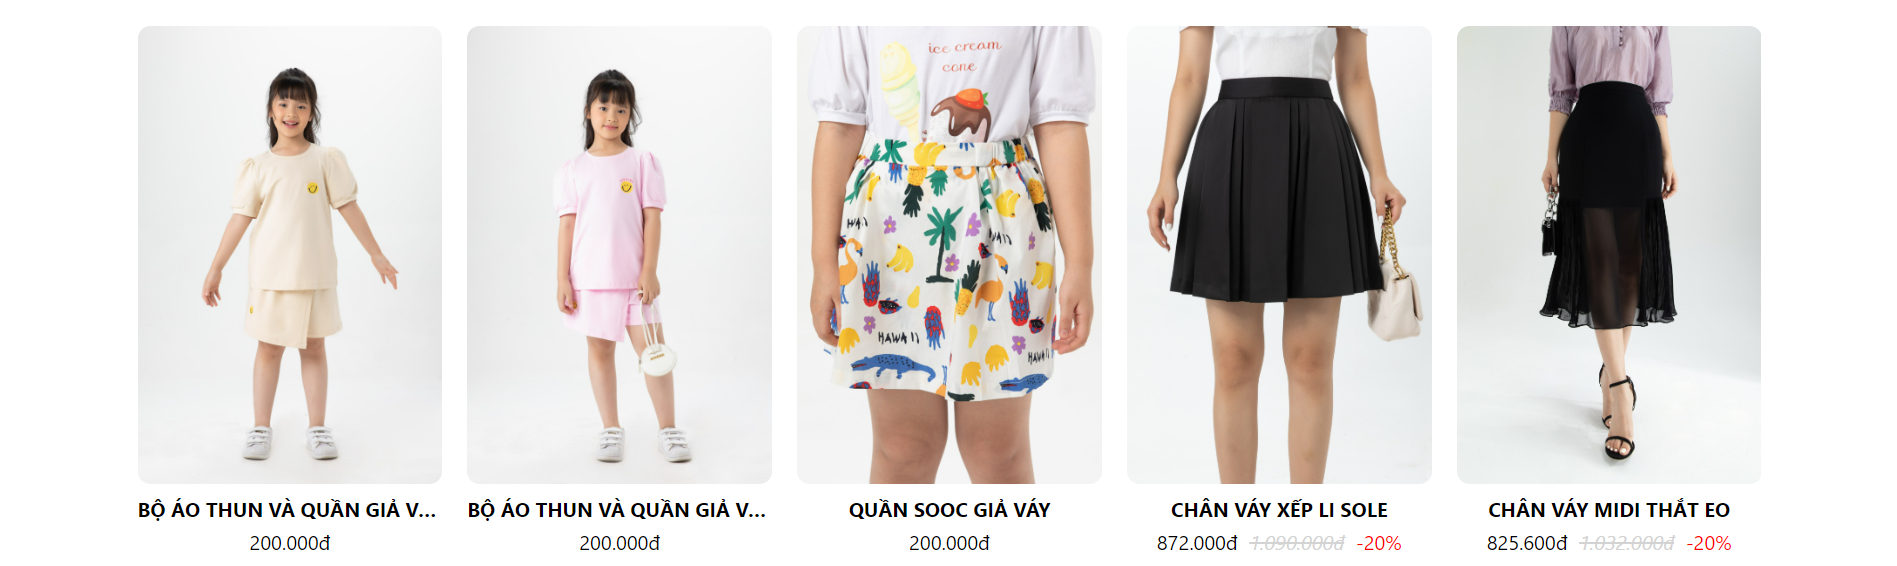 ice cream
cone
HAWAII
HAWAII
BỘ ÁO THUN VÀ QUẦN GIẢ V...
200.000đ
BỘ ÁO THUN VÀ QUẦN GIẢ V...
200.000đ
QUẦN SOOC GIẢ VÁY
200.000đ
CHÂN VÁY XẾP LI SOLE
872.000đ 1.090.000đ -20%
CHÂN VÁY MIDI THẮT EO
825.600đ 1.032.000đ -20%